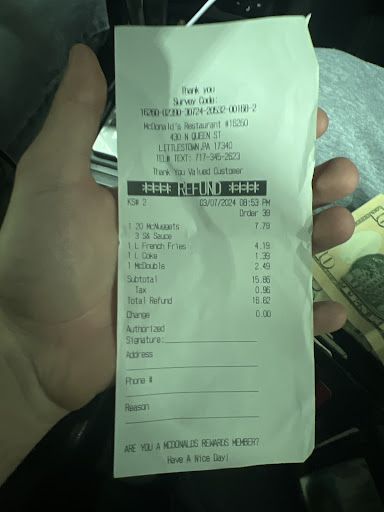 Thank you
Survey Code:
16260-02390-30724-20532-00168-2
McDonald's Restaurant #16260
430 N QUEEN ST
LITTLESTOWN,PA 17340
TEL# TEXT: 717-345-2623
Thank You Valued Customer
**** REFUND ****
KS# 2 03/07/2024 08:53 PM
Order 39
1 20 McNuggets 7.79
3 S&S Sauce
1 L French Fries 4.19
1 L Coke 1.39
1 McDouble 2.49
Subtotal 15.86
Tax 0.96
Total Refund 16.82
Change 0.00
Authorized
Signature:
Address
Phone #
Reason
ARE YOU A MCDONALDS REWARDS MEMBER?
Have A Nice Day!